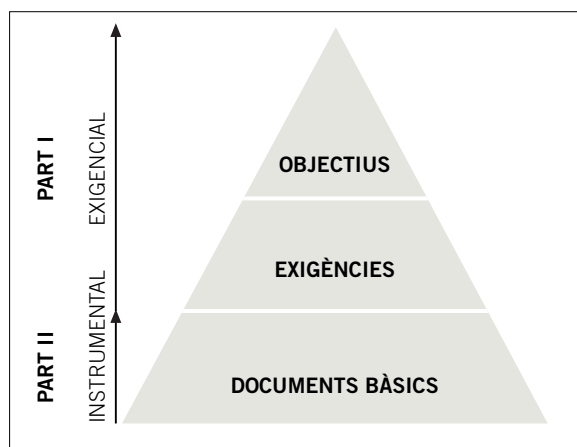 PART I
EXIGENCIAL
OBJECTIUS
EXIGÈNCIES
PART II
INSTRUMENTAL
DOCUMENTS BÀSICS